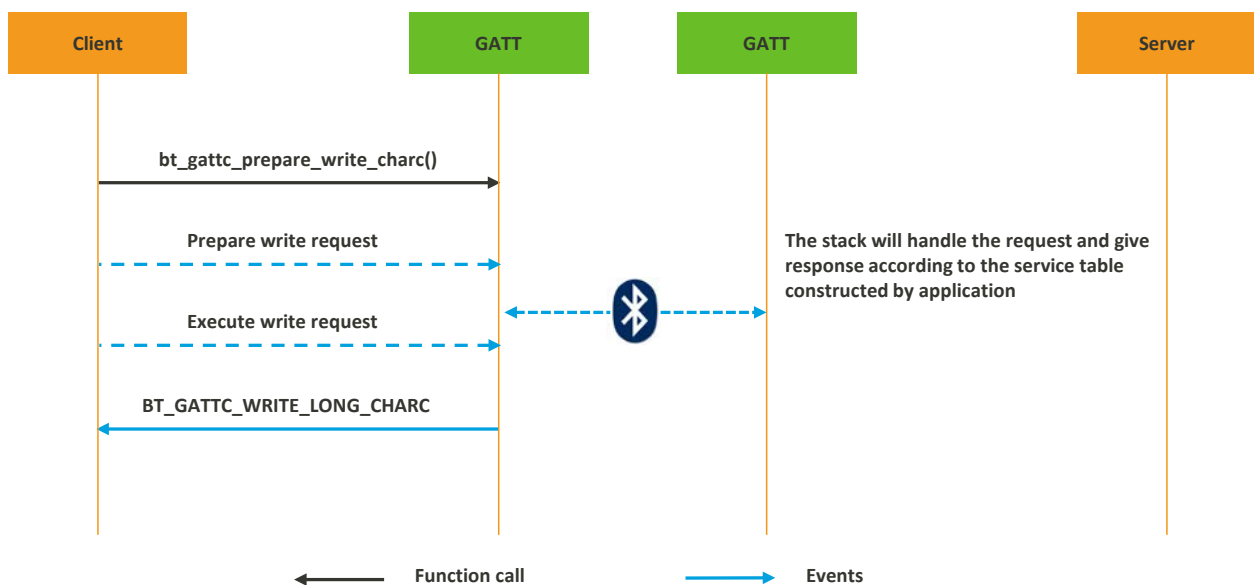 Client
GATT
GATT
Server
bt_gattc_prepare_write_charc()
Prepare write request
The stack will handle the request and give
response according to the service table
constructed by application
Execute write request
BT_GATTC_WRITE_LONG_CHARC
Function call
Events